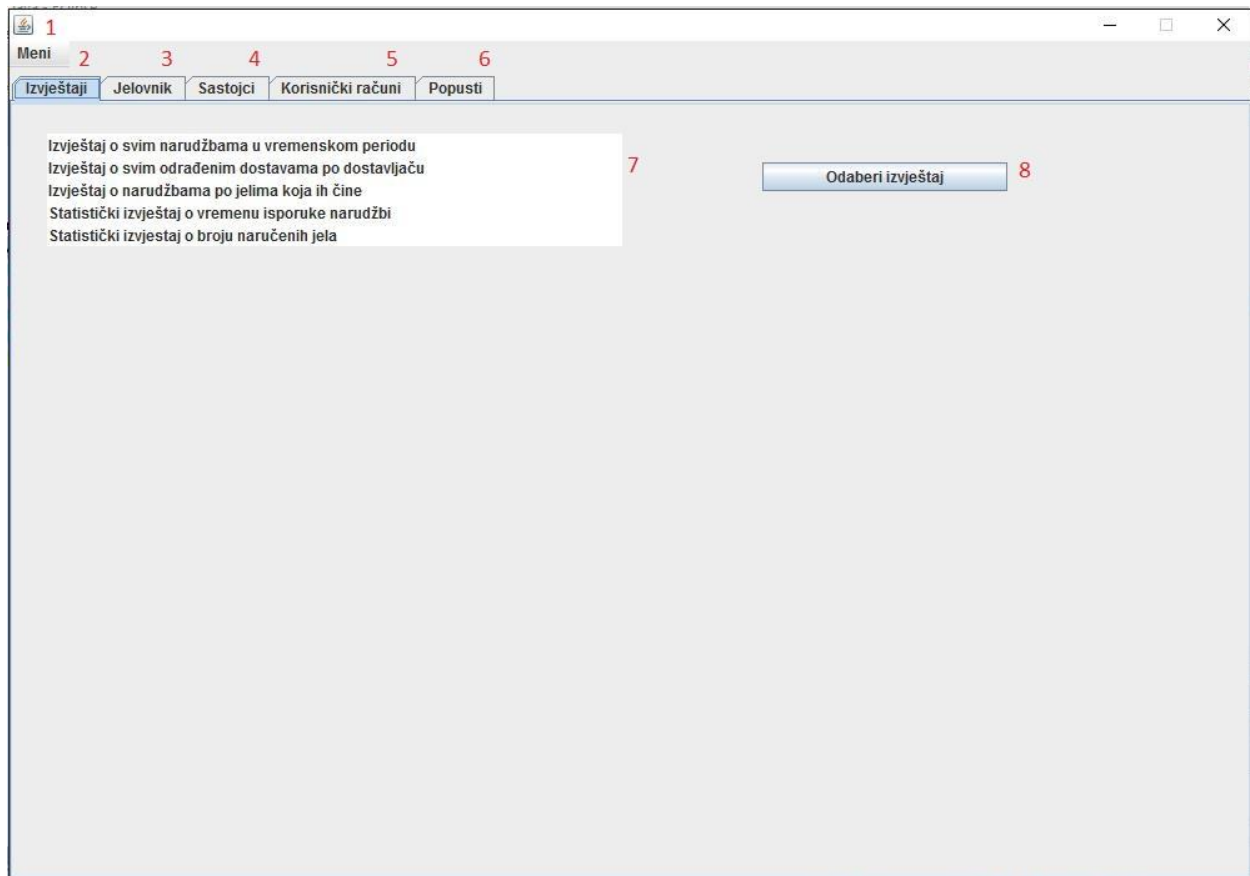 1
Meni
2 3 4 5 6
Izvještaji Jelovnik Sastojci Korisnički računi Popusti
Izvještaj o svim narudžbama u vremenskom periodu
Izvještaj o svim odrađenim dostavama po dostavljaču
Izvještaj o narudžbama po jelima koja ih čine
Statistički izvještaj o vremenu isporuke narudžbi
Statistički izvjestaj o broju naručenih jela
7
Odaberi izvještaj
8